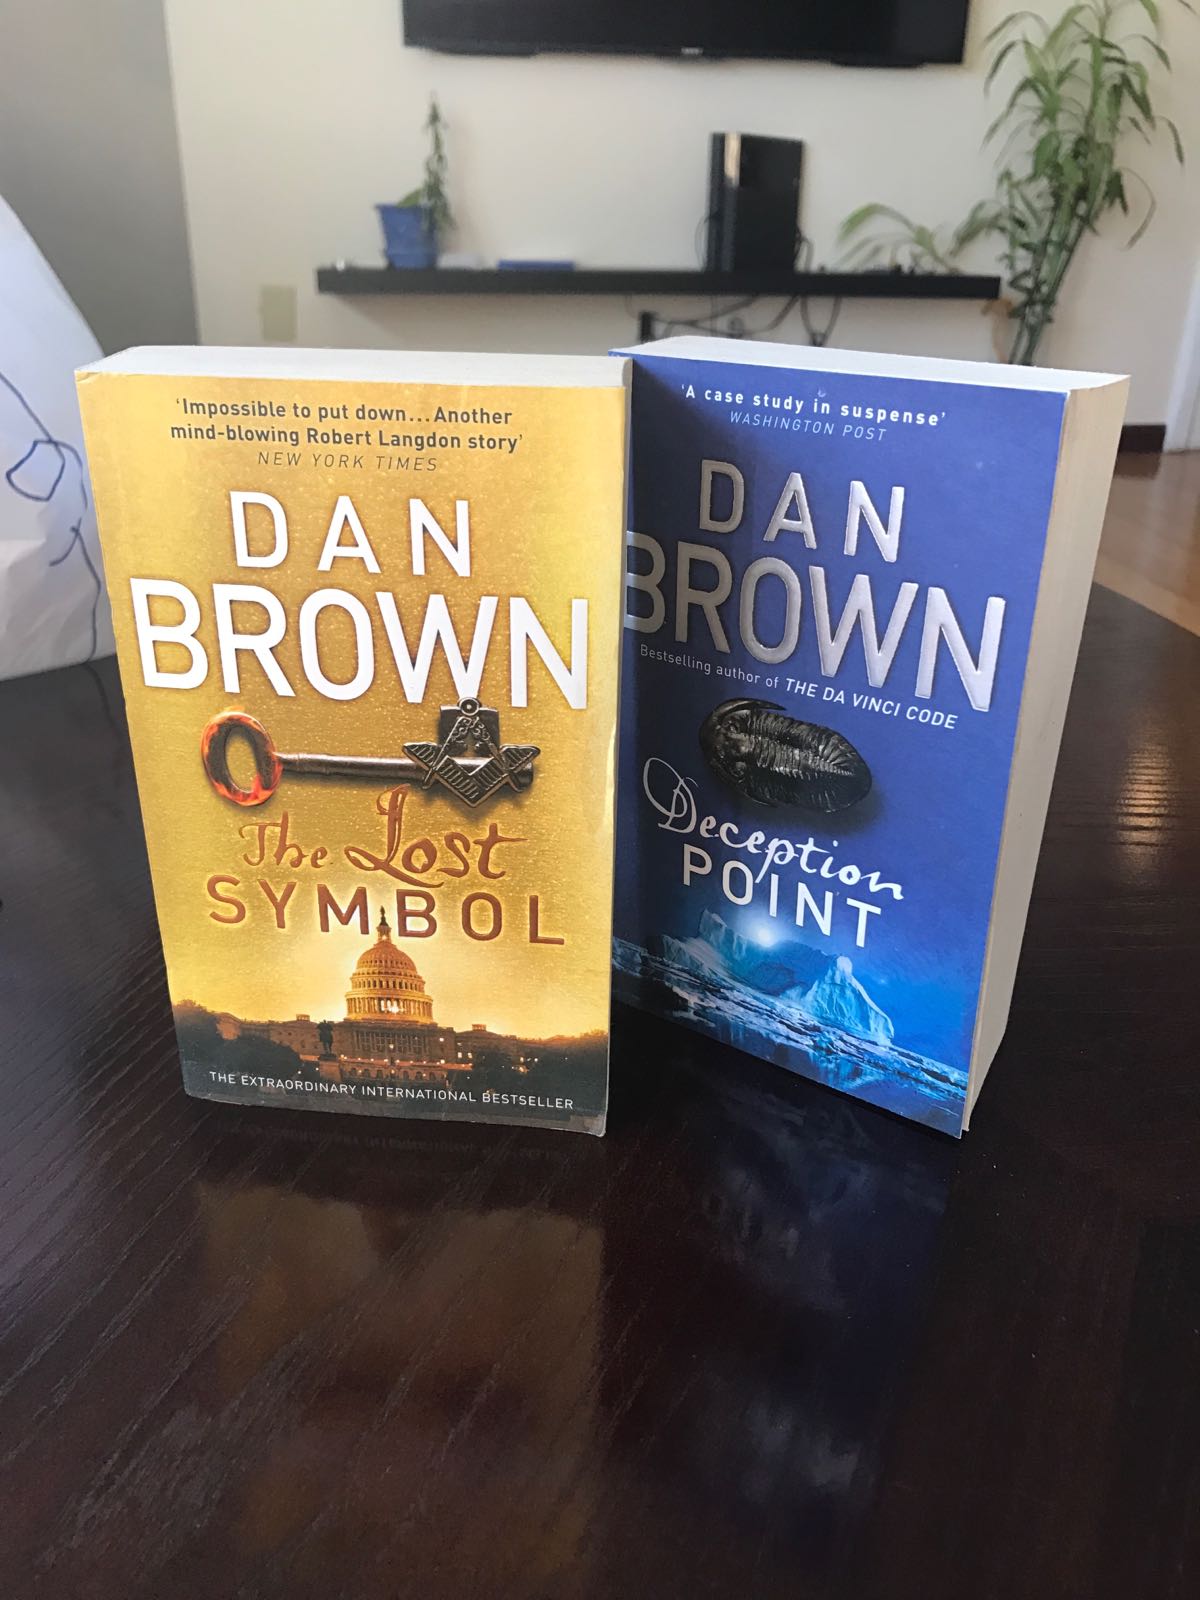 'Impossible to put down...Another
mind-blowing Robert Langdon story'
NEW YORK TIMES
DAN
BROWN
The Lost
SYMBOL
THE EXTRAORDINARY INTERNATIONAL BESTSELLER
'A case study in suspense'
WASHINGTON POST
DAN
BROWN
Bestselling author of THE DA VINCI CODE
Deception
POINT